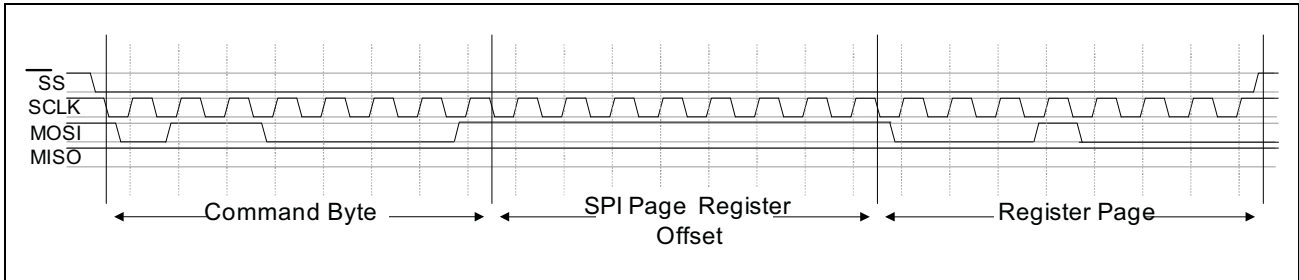 SS
SCLK
MOSI
MISO
Command Byte
SPI Page Register
Offset
Register Page